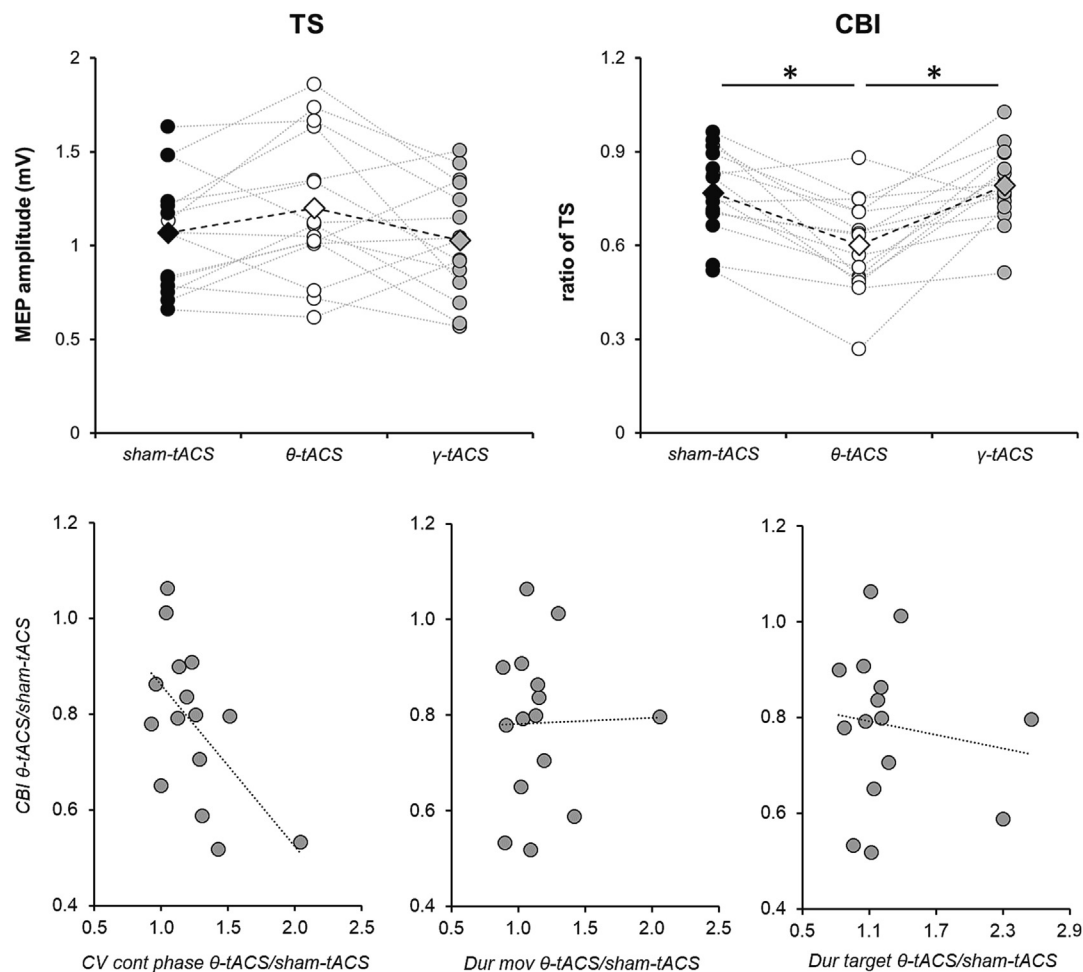 TS
CBI
2
1.5
1
0.5
0
MEP amplitude (mV)
sham-tACS
θ-tACS
γ-tACS
1.2
0.9
0.6
0.3
0
ratio of TS
* *
sham-tACS
θ-tACS
γ-tACS
1.2
1.0
0.8
0.6
0.4
CBI θ-tACS/sham-tACS
0.5 1.0 1.5 2.0 2.5
CV cont phase θ-tACS/sham-tACS
1.2
1.0
0.8
0.6
0.4
0.5 1.0 1.5 2.0 2.5
Dur mov θ-tACS/sham-tACS
1.2
1.0
0.8
0.6
0.4
0.5 1.1 1.7 2.3 2.9
Dur target θ-tACS/sham-tACS